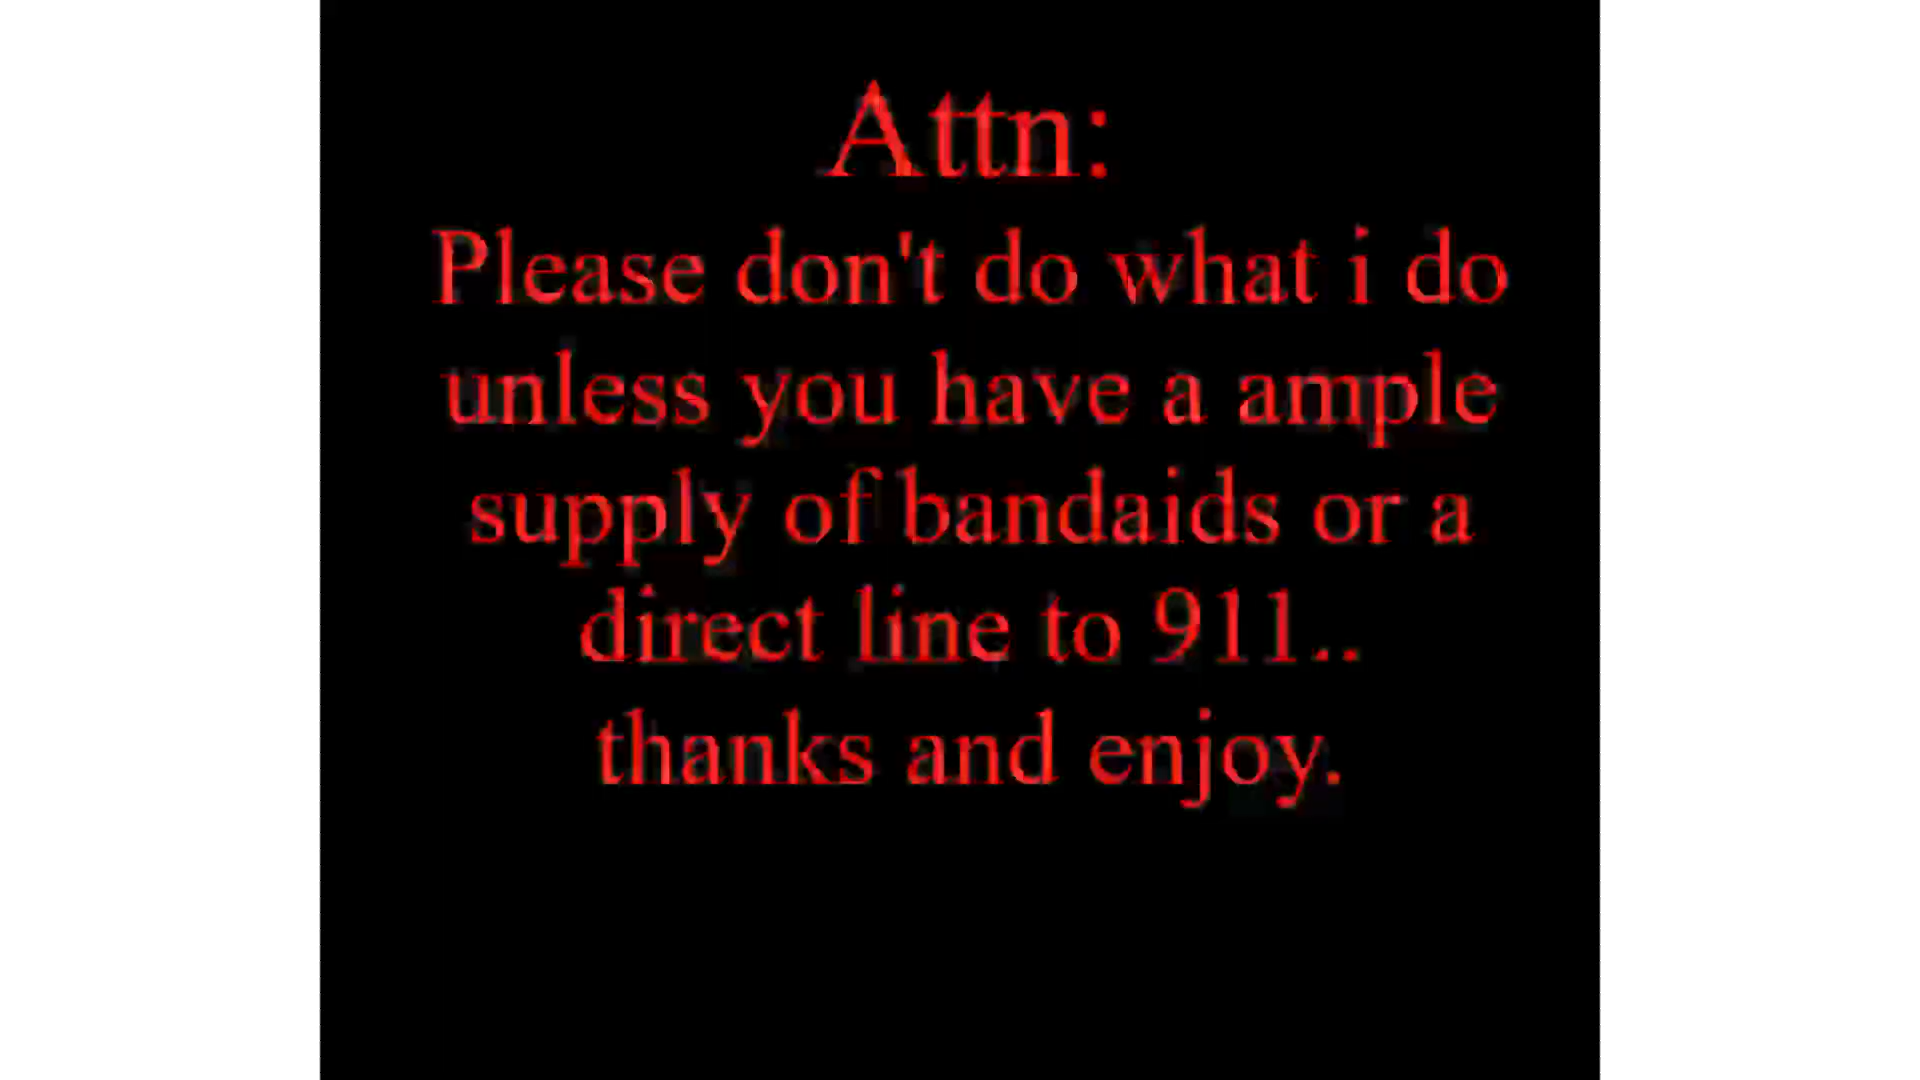 Attn:
Please don't do what i do
unless you have a ample
supply of bandaids or a
direct line to 911..
thanks and enjoy.